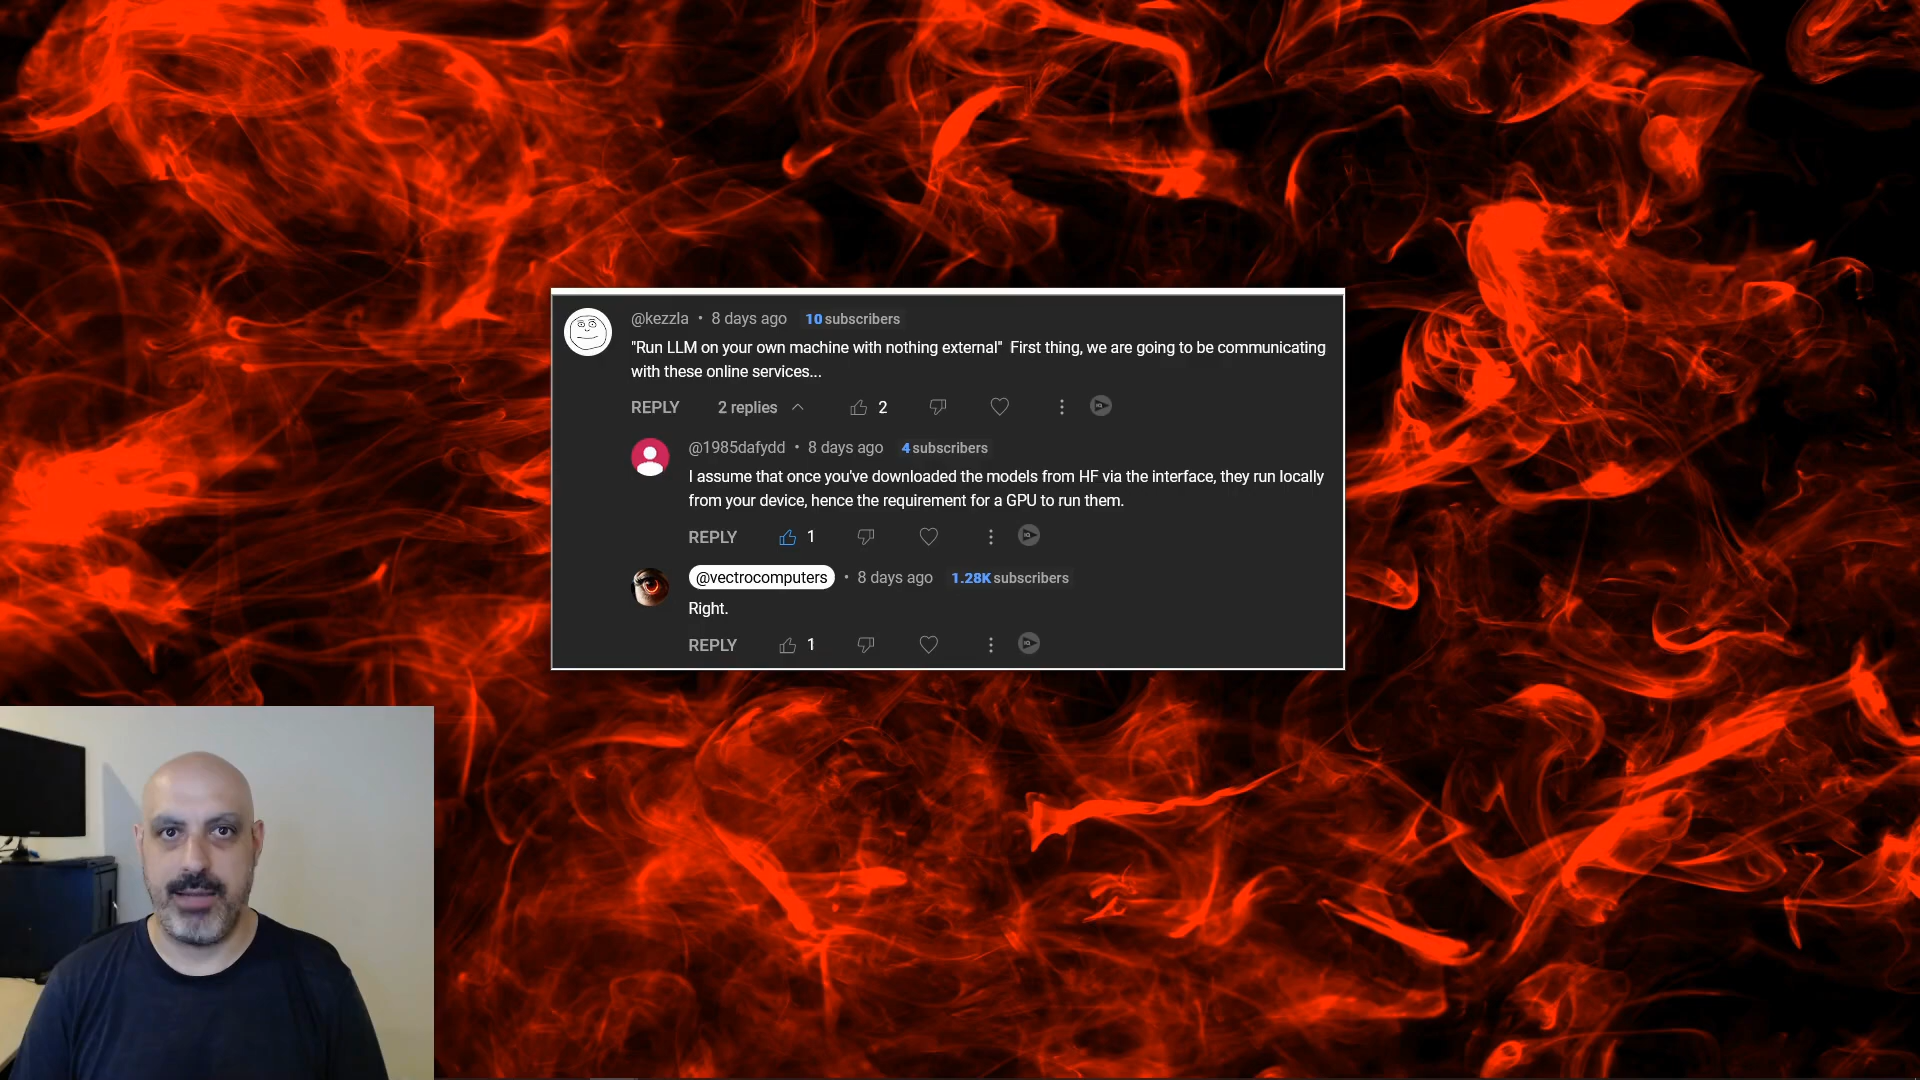 @kezzla • 8 days ago 10 subscribers
"Run LLM on your own machine with nothing external" First thing, we are going to be communicating
with these online services...
REPLY 2 replies 2
@1985dafydd • 8 days ago 4 subscribers
I assume that once you've downloaded the models from HF via the interface, they run locally
from your device, hence the requirement for a GPU to run them.
REPLY 1
@vectrocomputers • 8 days ago 1.28K subscribers
Right.
REPLY 1